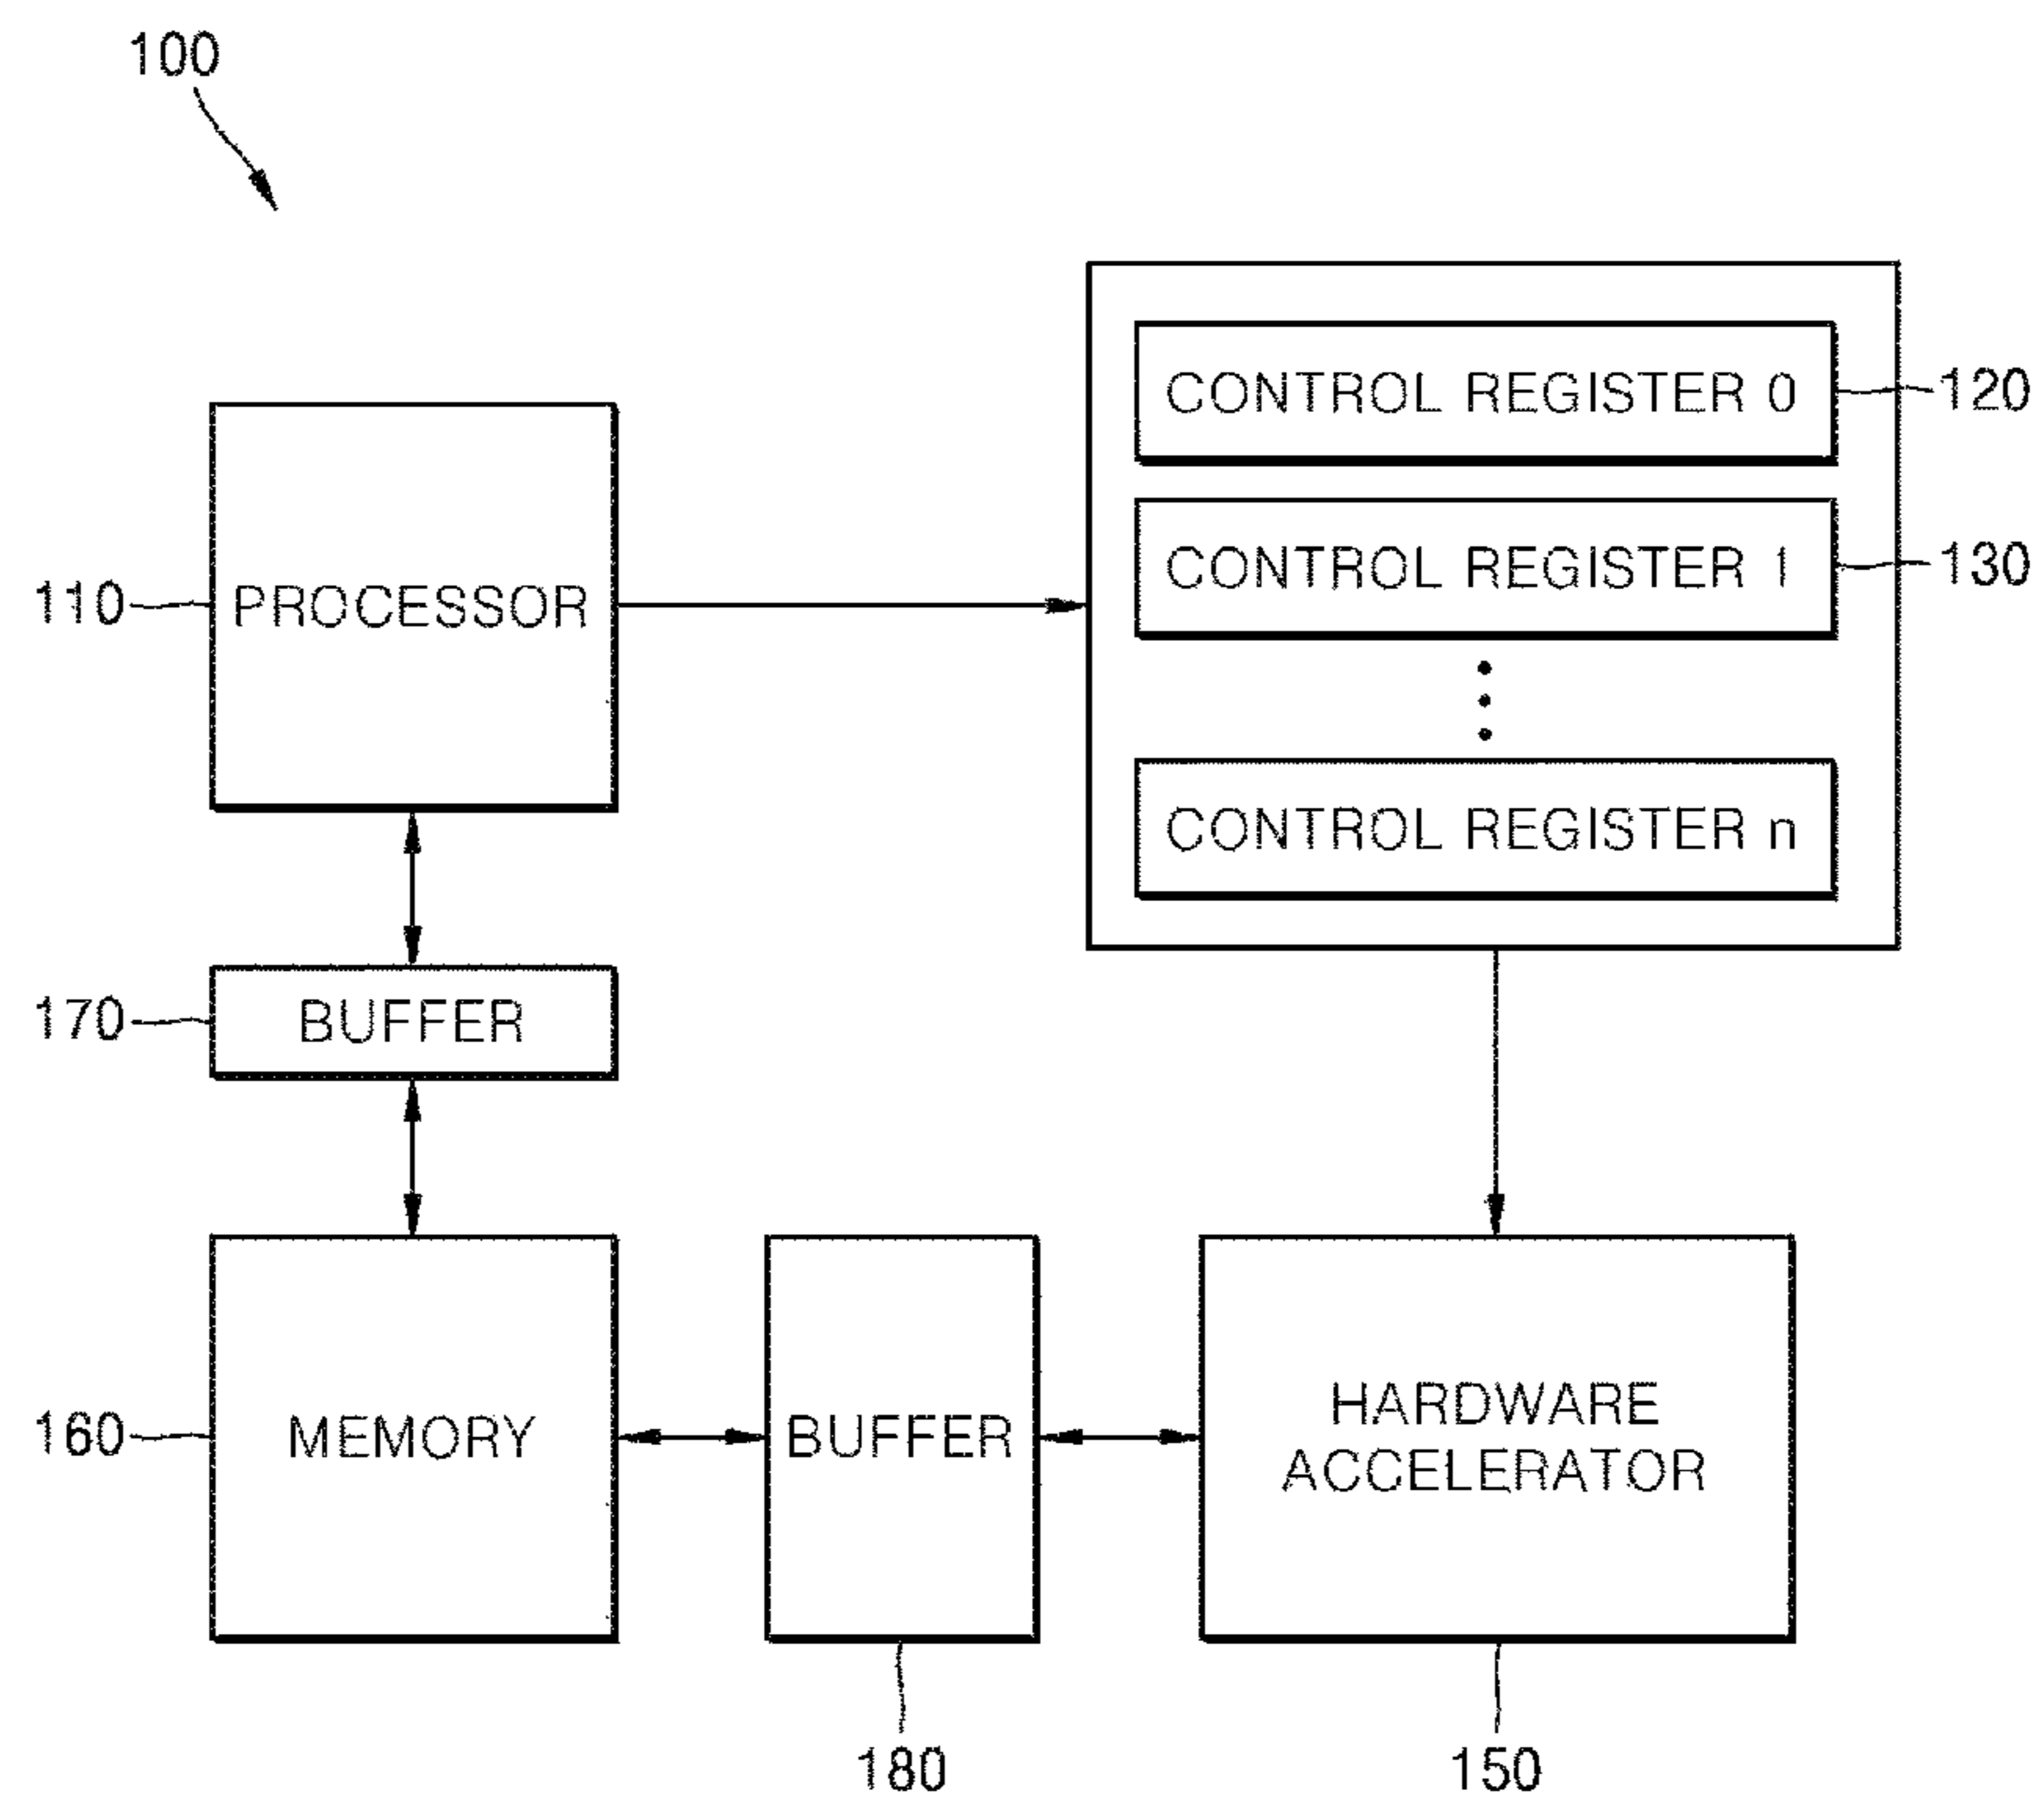 100
CONTROL REGISTER 0
120
CONTROL REGISTER 1
130
110
PROCESSOR
CONTROL REGISTER n
170
BUFFER
160
MEMORY
BUFFER
HARDWARE
ACCELERATOR
180
150